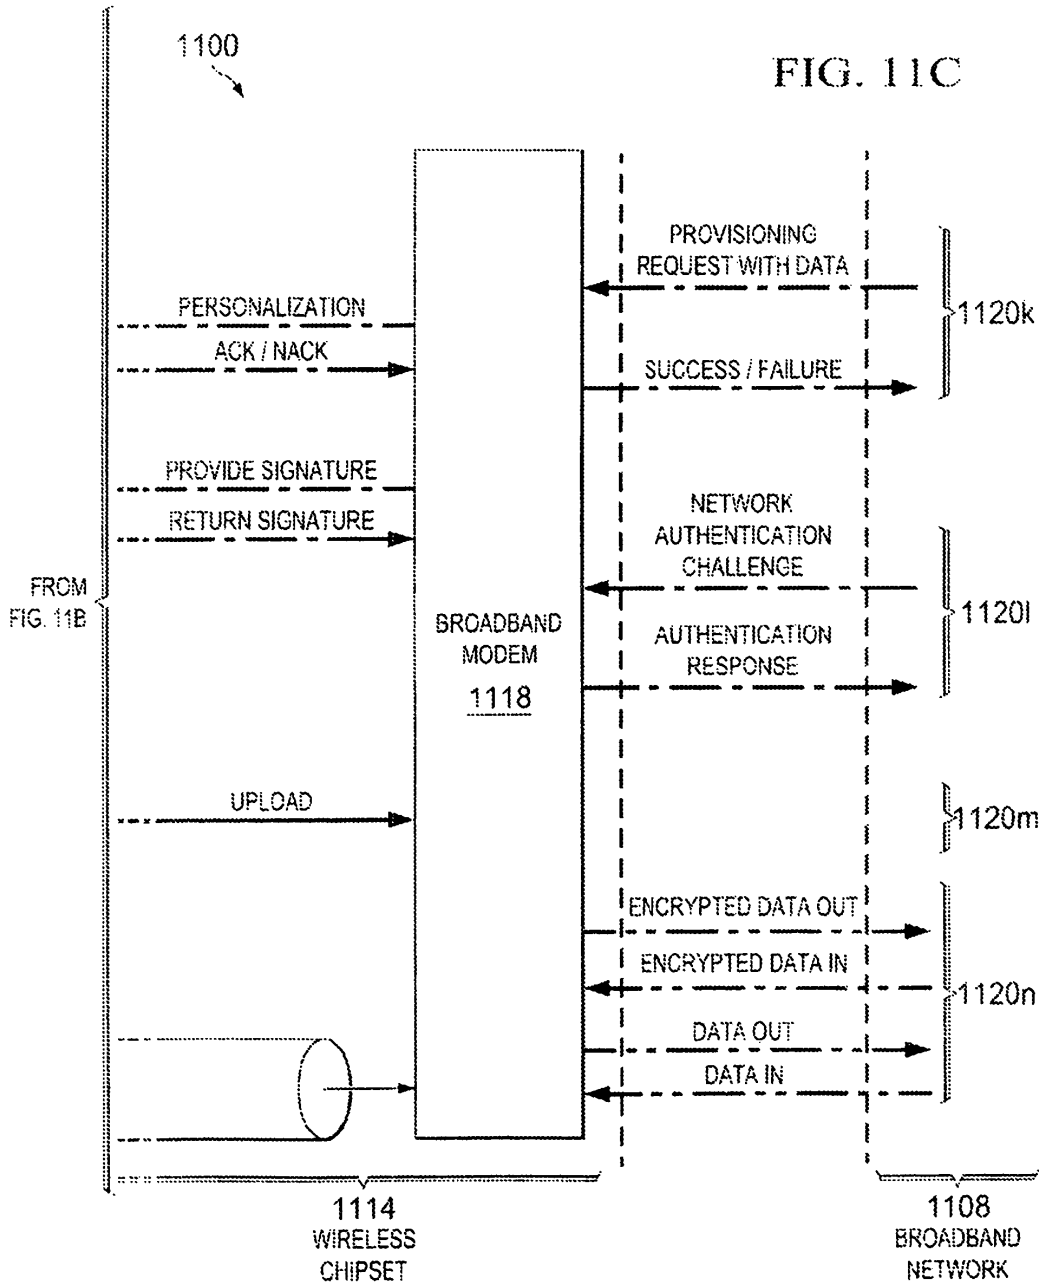 1100
FIG. 11C
PROVISIONING
REQUEST WITH DATA
1120k
PERSONALIZATION
ACK / NACK
SUCCESS / FAILURE
PROVIDE SIGNATURE
RETURN SIGNATURE
NETWORK
AUTHENTICATION
CHALLENGE
FROM
FIG. 11B
1120l
BROADBAND
MODEM
1118
AUTHENTICATION
RESPONSE
UPLOAD
1120m
ENCRYPTED DATA OUT
ENCRYPTED DATA IN
1120n
DATA OUT
DATA IN
1114
WIRELESS
CHIPSET
1108
BROADBAND
NETWORK